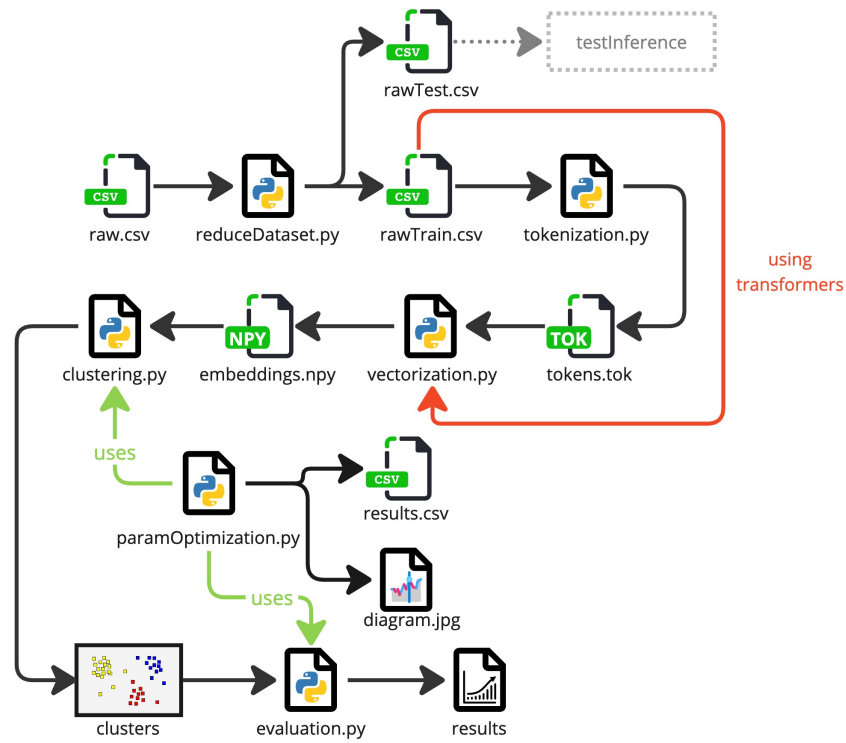 CSV
testInference
rawTest.csv
CSV
CSV
raw.csv
reduceDataset.py
rawTrain.csv
tokenization.py
using
transformers
NPY
TOK
clustering.py
embeddings.npy
vectorization.py
tokens.tok
uses
CSV
results.csv
paramOptimization.py
uses
diagram.jpg
clusters
evaluation.py
results